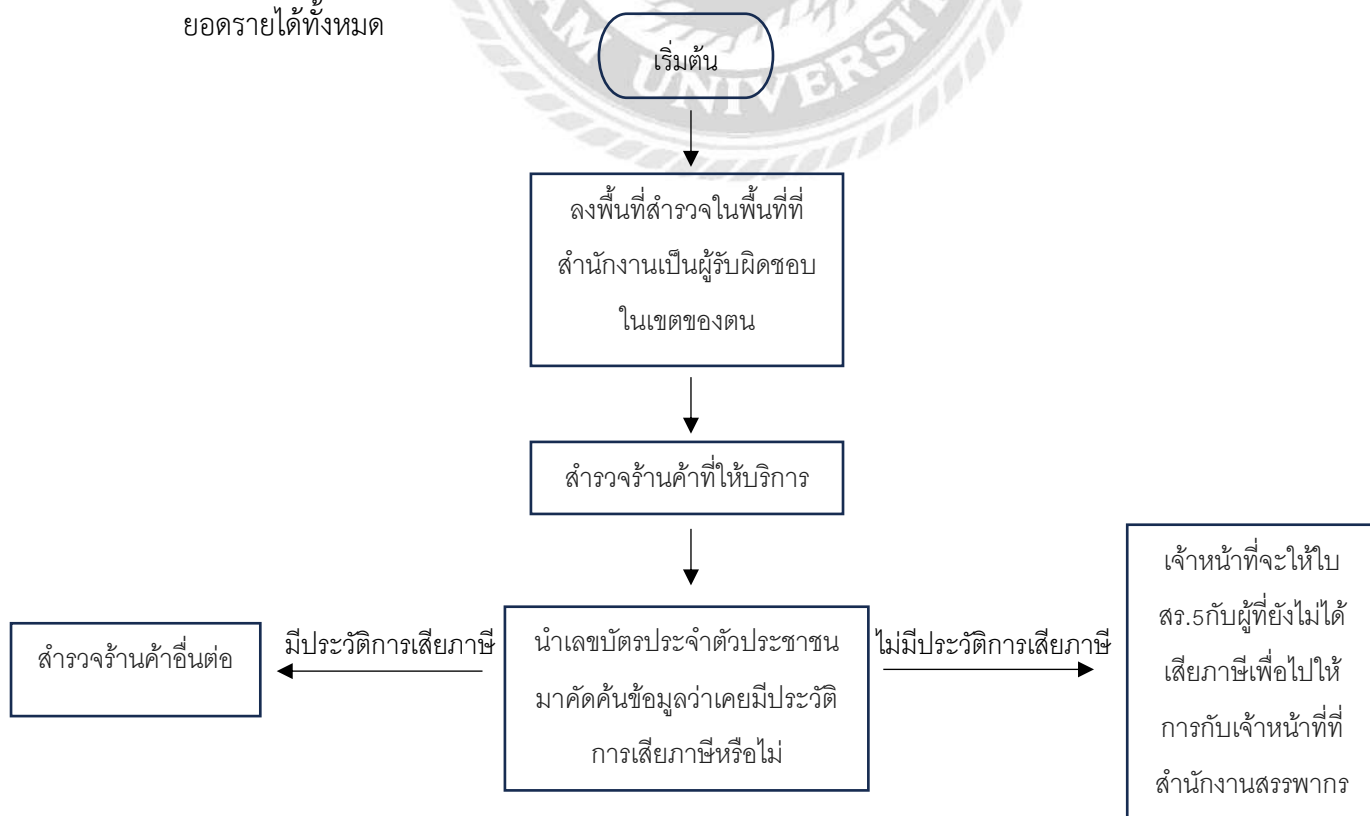 ยอดรายได้ทั้งหมด
AM UNIVERSIT
เริ่มต้น
ลงพื้นที่สำรวจในพื้นที่ที่
สำนักงานเป็นผู้รับผิดชอบ
ในเขตของตน
สำรวจร้านค้าที่ให้บริการ
สำรวจร้านค้าอื่นต่อ
มีประวัติการเสียภาษี
นำเลขบัตรประจำตัวประชาชน
มาคัดค้นข้อมูลว่าเคยมีประวัติ
การเสียภาษีหรือไม่
ไม่มีประวัติการเสียภาษี
เจ้าหน้าที่จะให้ใบ
สร.5กับผู้ที่ยังไม่ได้
เสียภาษีเพื่อไปให้
การกับเจ้าหน้าที่ที่
สำนักงานสรรพากร